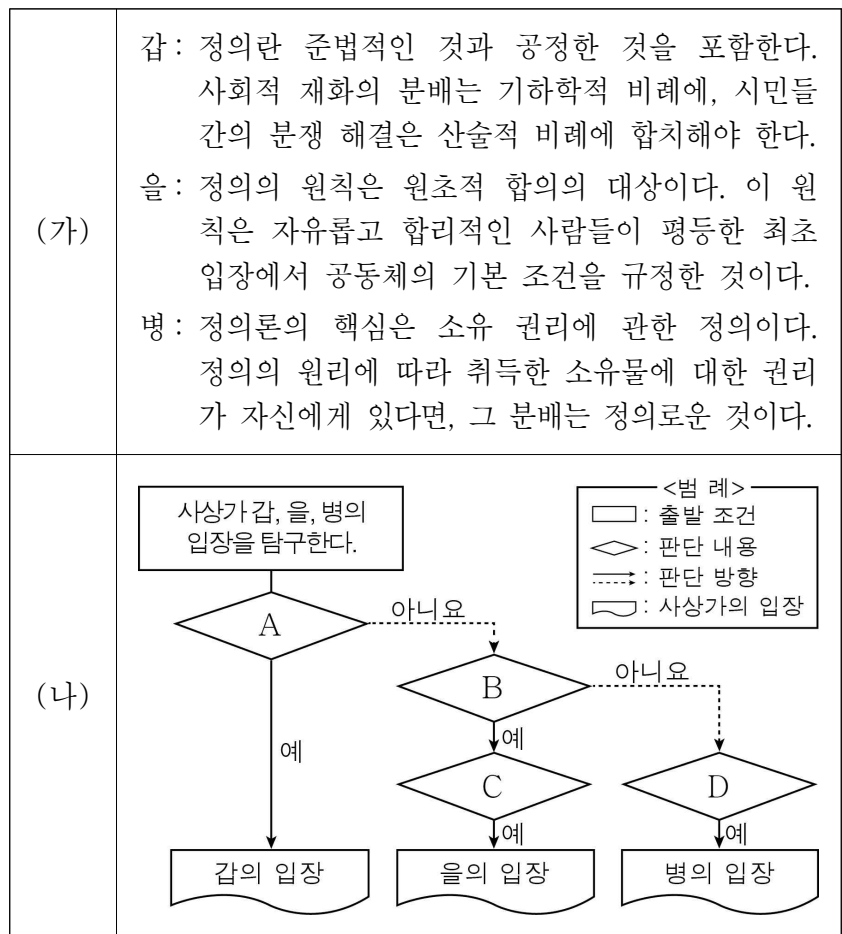 (가)
갑 : 정의란 준법적인 것과 공정한 것을 포함한다.
사회적 재화의 분배는 기하학적 비례에, 시민들
간의 분쟁 해결은 산술적 비례에 합치해야 한다.
을 : 정의의 원칙은 원초적 합의의 대상이다. 이 원
칙은 자유롭고 합리적인 사람들이 평등한 최초
입장에서 공동체의 기본 조건을 규정한 것이다.
병 : 정의론의 핵심은 소유 권리에 관한 정의이다.
정의의 원리에 따라 취득한 소유물에 대한 권리
가 자신에게 있다면, 그 분배는 정의로운 것이다.
(나)
사상가 갑, 을, 병의
입장을 탐구한다.
<범 례>
: 출발 조건
: 판단 내용
: 판단 방향
: 사상가의 입장
A
아니요
B
아니요
예
예
C
D
예
예
갑의 입장
을의 입장
병의 입장